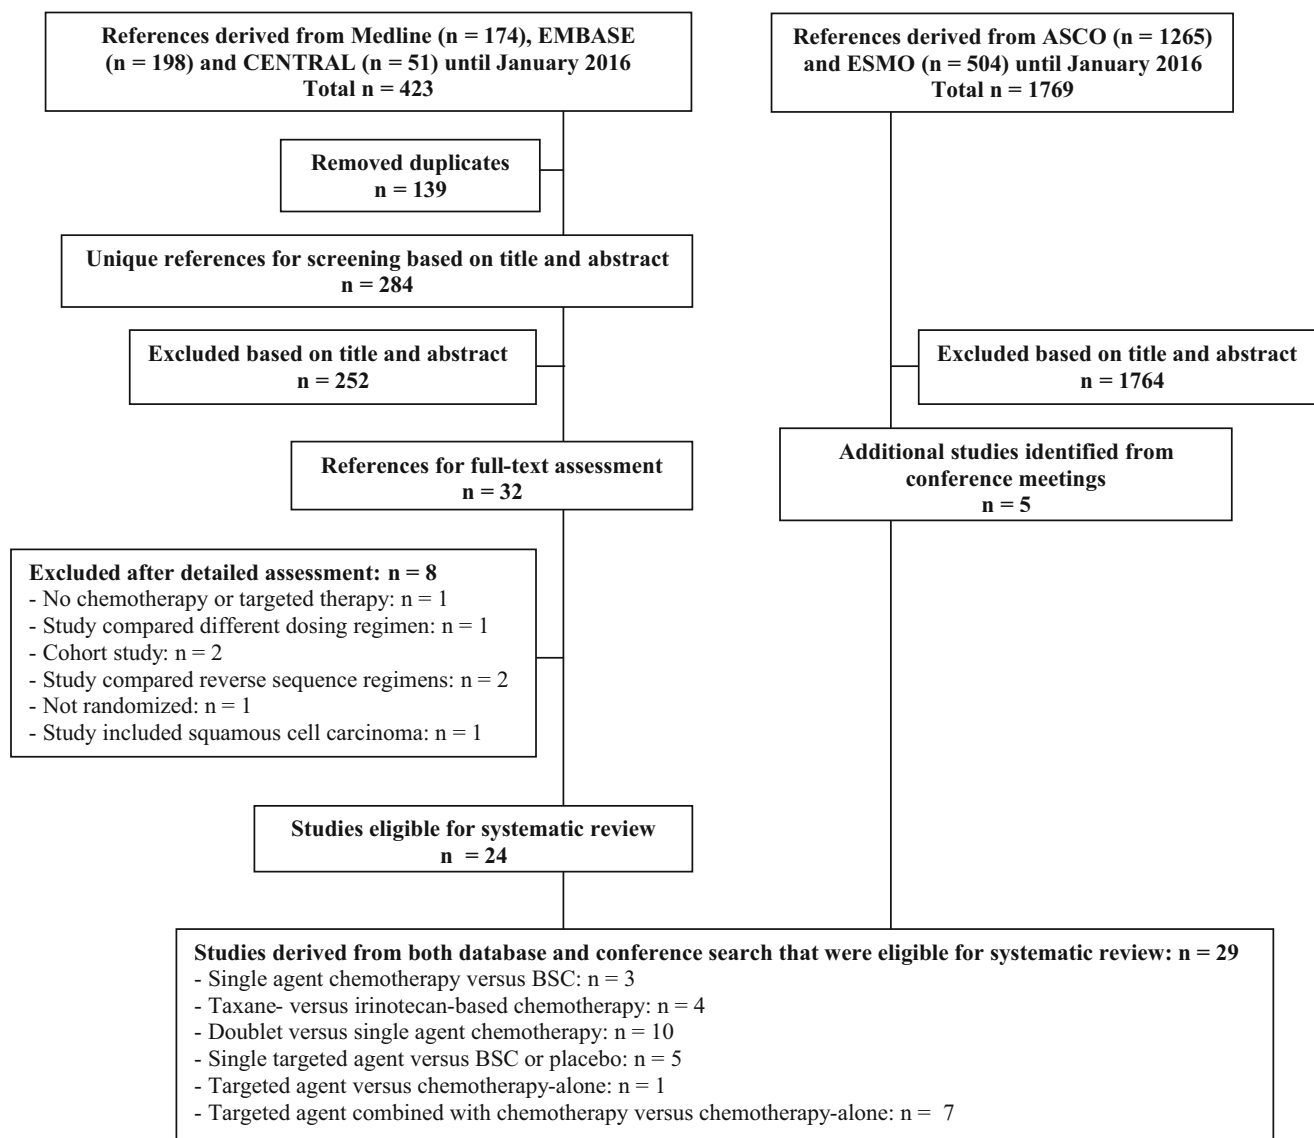 References derived from Medline (n = 174), EMBASE
(n = 198) and CENTRAL (n = 51) until January 2016
Total n = 423
References derived from ASCO (n = 1265)
and ESMO (n = 504) until January 2016
Total n = 1769
Removed duplicates
n = 139
Unique references for screening based on title and abstract
n = 284
Excluded based on title and abstract
n = 252
Excluded based on title and abstract
n = 1764
References for full-text assessment
n = 32
Additional studies identified from
conference meetings
n = 5
Excluded after detailed assessment: n = 8
- No chemotherapy or targeted therapy: n = 1
- Study compared different dosing regimen: n = 1
- Cohort study: n = 2
- Study compared reverse sequence regimens: n = 2
- Not randomized: n = 1
- Study included squamous cell carcinoma: n = 1
Studies eligible for systematic review
n = 24
Studies derived from both database and conference search that were eligible for systematic review: n = 29
- Single agent chemotherapy versus BSC: n = 3
- Taxane- versus irinotecan-based chemotherapy: n = 4
- Doublet versus single agent chemotherapy: n = 10
- Single targeted agent versus BSC or placebo: n = 5
- Targeted agent versus chemotherapy-alone: n = 1
- Targeted agent combined with chemotherapy versus chemotherapy-alone: n = 7